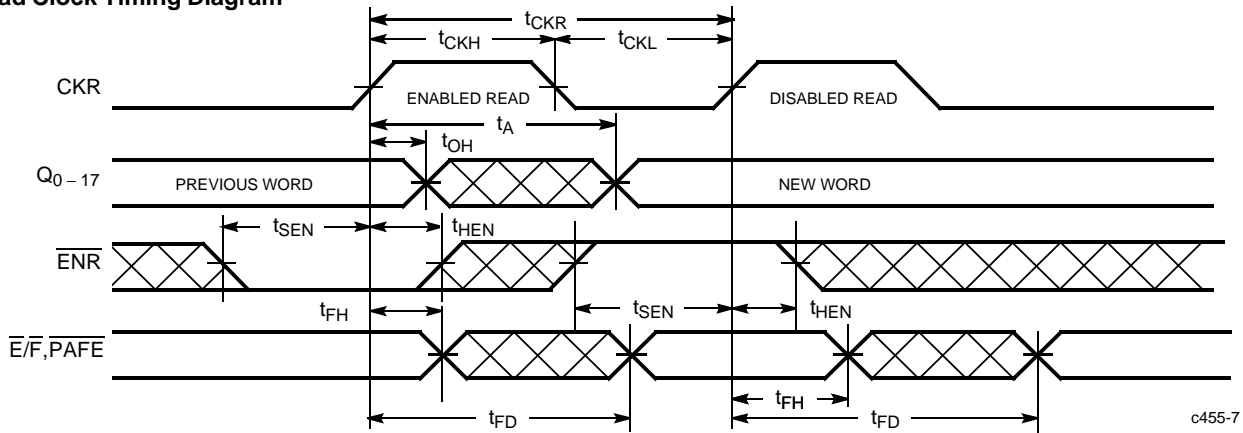 ad Clock Timing Diagram
tCKR
tCKH
tCKL
CKR
ENABLED READ
DISABLED READ
tA
tOH
Q0 – 17
PREVIOUS WORD
NEW WORD
tSEN
tHEN
ENR
tFH
tSEN
tHEN
E/F,PAFE
tFH
tFD
tFD
c455-7